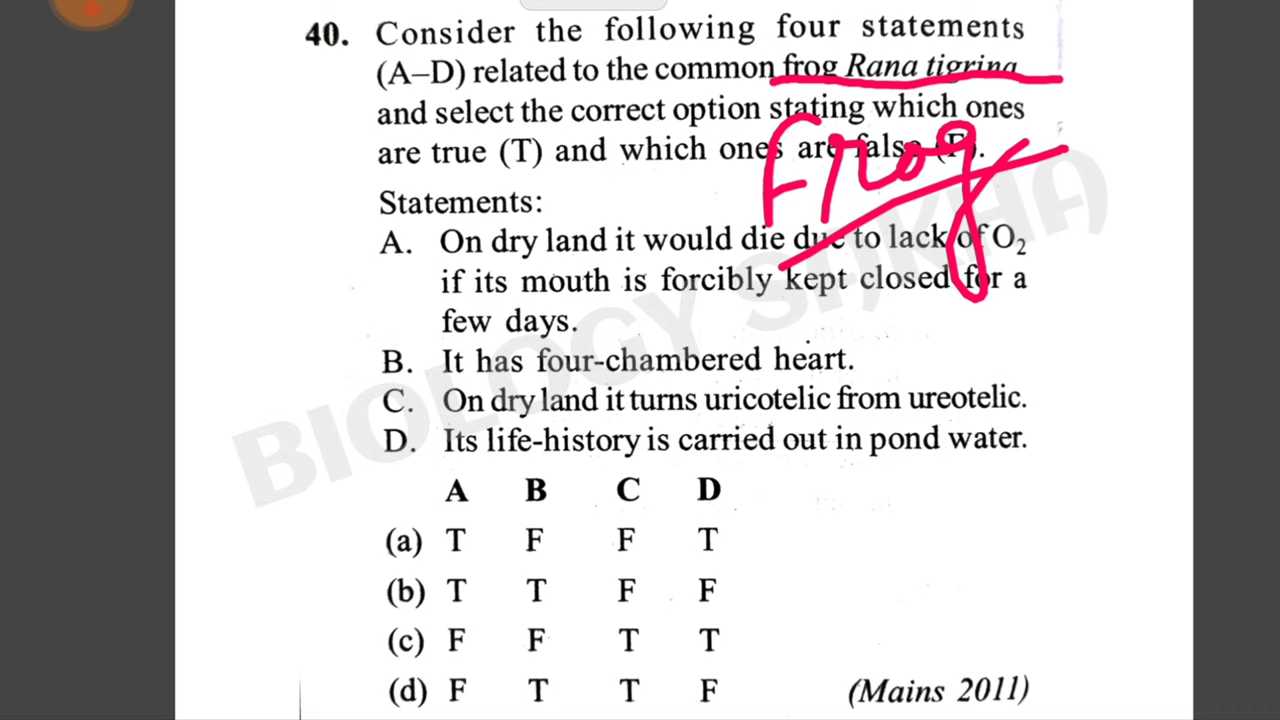 40. Consider the following four statements
(A–D) related to the common frog Rana tigrina
and select the correct option stating which ones
are true (T) and which ones are false (F).
Frog
Statements:
A. On dry land it would die due to lack of O₂
if its mouth is forcibly kept closed for a
few days.
B. It has four-chambered heart.
C. On dry land it turns uricotelic from ureotelic.
D. Its life-history is carried out in pond water.
BIOLOGY SHIKHA
A B C D
(a) T F F T
(b) T T F F
(c) F F T T
(d) F T T F (Mains 2011)